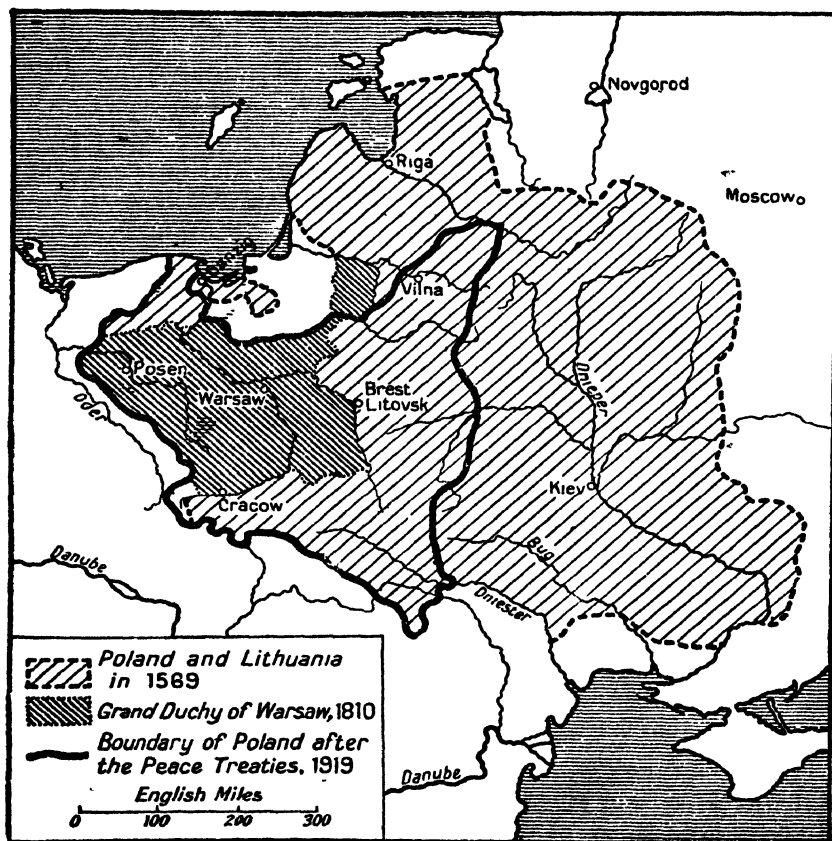 Novgorod
Riga
Moscow
Danzig
Vilna
Posen
Warsaw
Brest
Litovsk
Oder
Dnieper
Cracow
Kiev
Bug
Danube
Dniester
Poland and Lithuania
in 1569
Grand Duchy of Warsaw, 1810
Boundary of Poland after
the Peace Treaties, 1919
English Miles
0 100 200 300
Danube